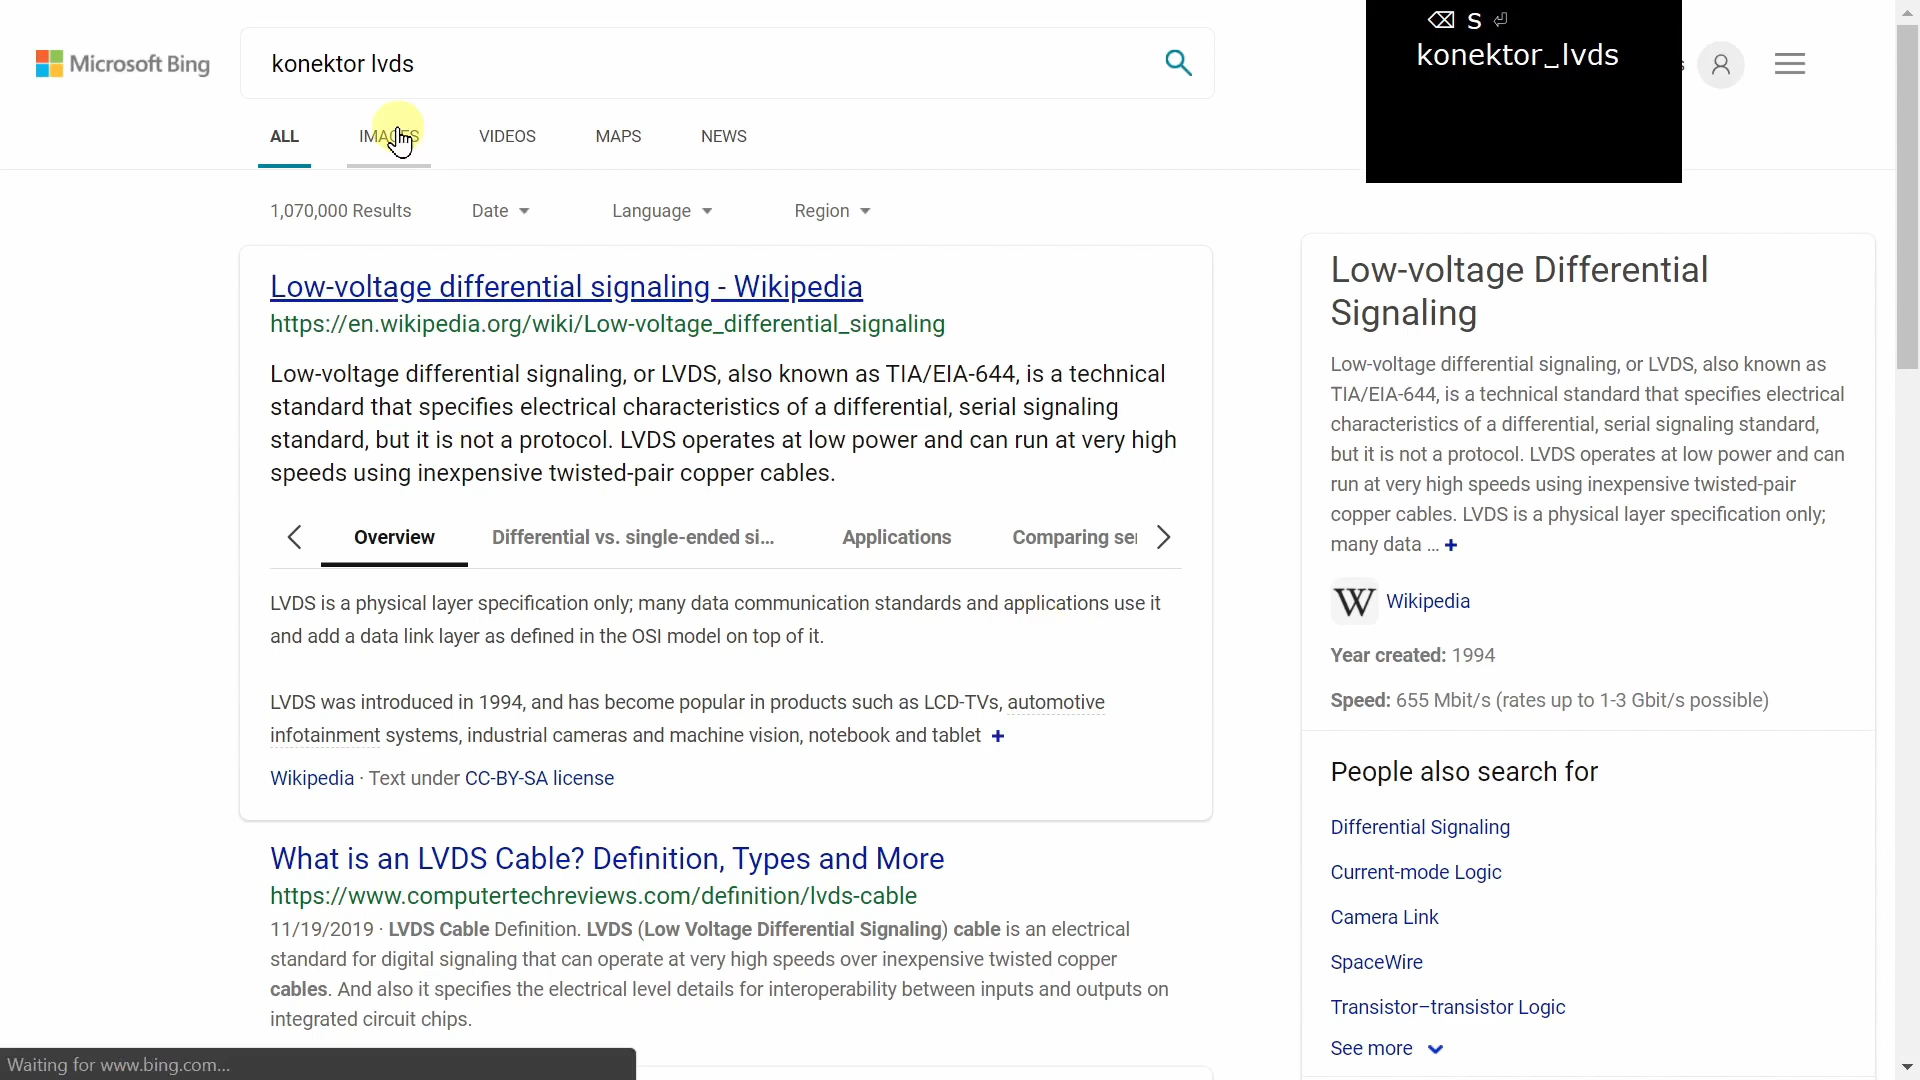 ⌫ S ⏎
konektor_lvds
Microsoft Bing
konektor lvds
ALL
IMAGES
VIDEOS
MAPS
NEWS
1,070,000 Results
Date
Language
Region
Low-voltage differential signaling - Wikipedia
https://en.wikipedia.org/wiki/Low-voltage_differential_signaling
Low-voltage differential signaling, or LVDS, also known as TIA/EIA-644, is a technical
standard that specifies electrical characteristics of a differential, serial signaling
standard, but it is not a protocol. LVDS operates at low power and can run at very high
speeds using inexpensive twisted-pair copper cables.
Overview
Differential vs. single-ended si...
Applications
Comparing ser
LVDS is a physical layer specification only; many data communication standards and applications use it
and add a data link layer as defined in the OSI model on top of it.
LVDS was introduced in 1994, and has become popular in products such as LCD-TVs, automotive
infotainment systems, industrial cameras and machine vision, notebook and tablet +
Wikipedia · Text under CC-BY-SA license
What is an LVDS Cable? Definition, Types and More
https://www.computertechreviews.com/definition/lvds-cable
11/19/2019 · LVDS Cable Definition. LVDS (Low Voltage Differential Signaling) cable is an electrical
standard for digital signaling that can operate at very high speeds over inexpensive twisted copper
cables. And also it specifies the electrical level details for interoperability between inputs and outputs on
integrated circuit chips.
Low-voltage Differential
Signaling
Low-voltage differential signaling, or LVDS, also known as
TIA/EIA-644, is a technical standard that specifies electrical
characteristics of a differential, serial signaling standard,
but it is not a protocol. LVDS operates at low power and can
run at very high speeds using inexpensive twisted-pair
copper cables. LVDS is a physical layer specification only;
many data ... +
W Wikipedia
Year created: 1994
Speed: 655 Mbit/s (rates up to 1-3 Gbit/s possible)
People also search for
Differential Signaling
Current-mode Logic
Camera Link
SpaceWire
Transistor–transistor Logic
See more
Waiting for www.bing.com...